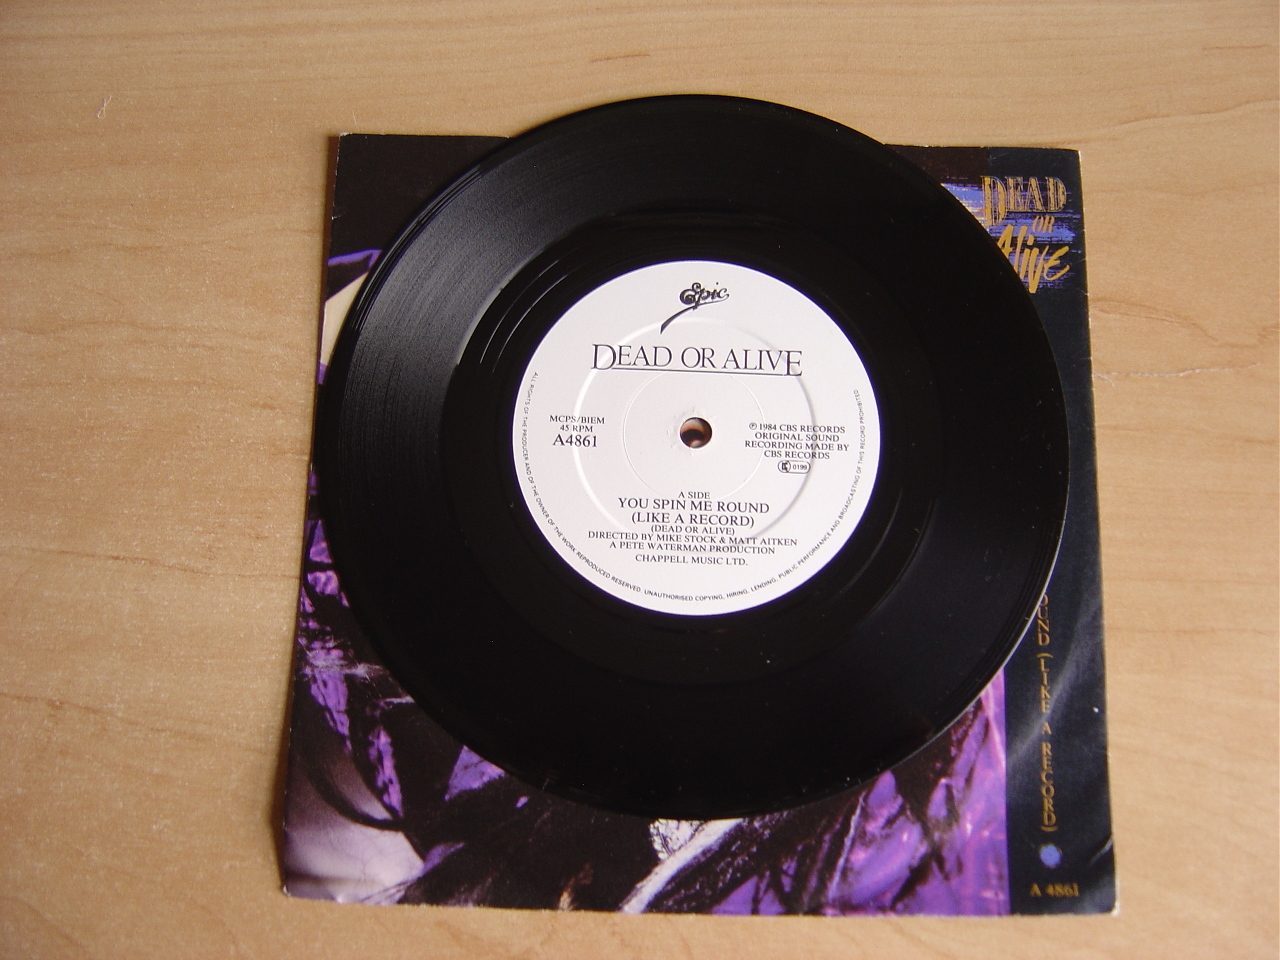 DEAD
OR
Alive
Epic
DEAD OR ALIVE
MCPS/BIEM
45 RPM
A4861
℗ 1984 CBS RECORDS
ORIGINAL SOUND
RECORDING MADE BY
CBS RECORDS
K 0199
A SIDE
YOU SPIN ME ROUND
(LIKE A RECORD)
(DEAD OR ALIVE)
DIRECTED BY MIKE STOCK & MATT AITKEN
A PETE WATERMAN PRODUCTION
CHAPPELL MUSIC LTD.
ALL RIGHTS OF THE PRODUCER AND OF THE OWNER OF THE WORK REPRODUCED RESERVED. UNAUTHORISED COPYING, HIRING, LENDING, PUBLIC PERFORMANCE AND BROADCASTING OF THIS RECORD PROHIBITED.
OUND (LIKE A RECORD)
A 4861